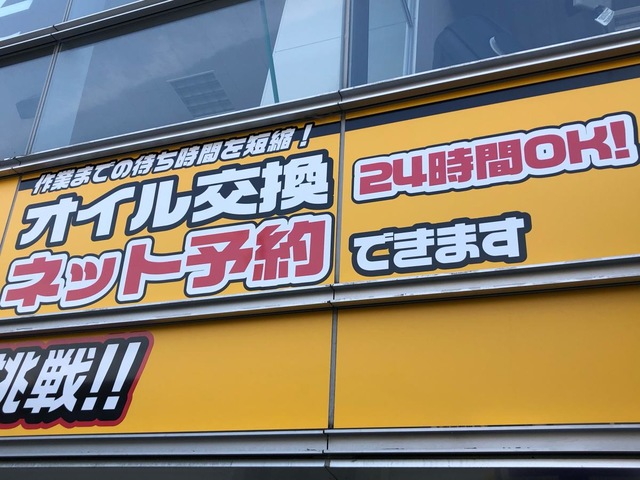 作業までの待ち時間を短縮!
オイル交換
ネット予約
24時間OK!
できます
挑戦!!